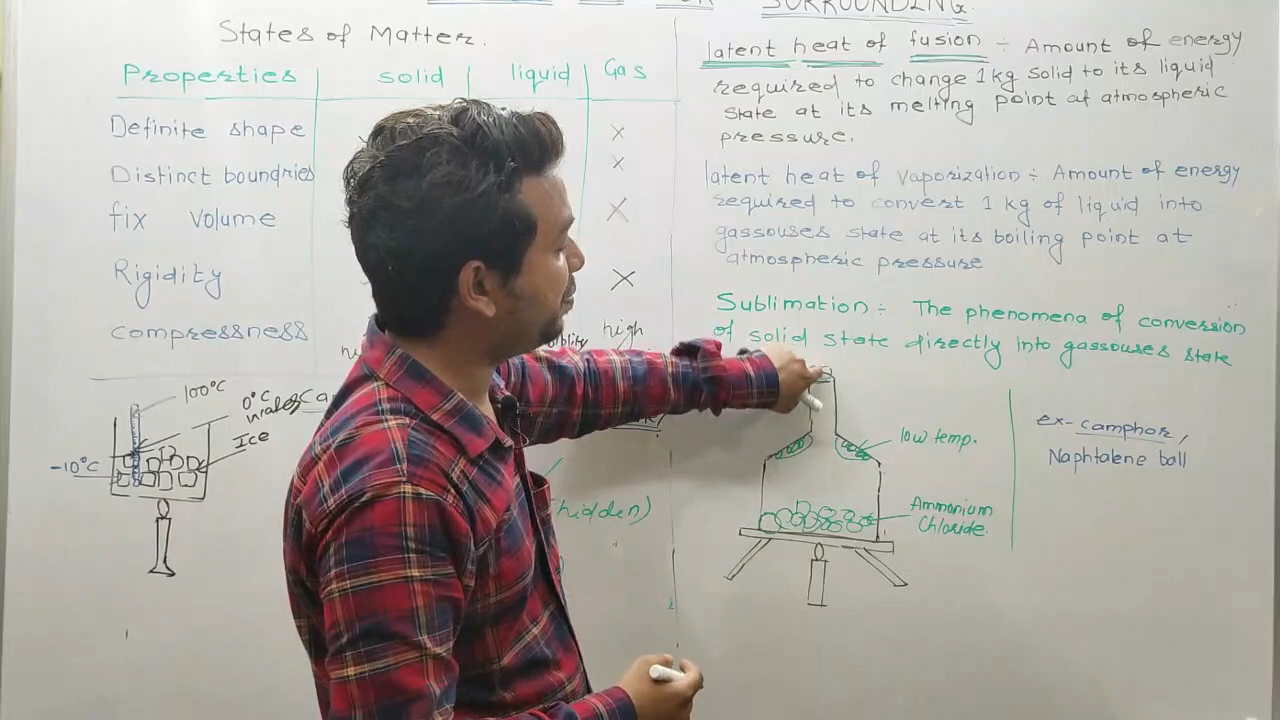 SURROUNDING.
States of Matter.
Properties solid liquid Gas
Definite shape ×
Distinct boundries ×
fix volume ×
Rigidity ×
compressness high
100°C
0°C
water
Ice
-10°C
(hidden)
latent heat of fusion ÷ Amount of energy
required to change 1 kg solid to its liquid
state at its melting point at atmospheric
pressure.
latent heat of vaporization ÷ Amount of energy
required to convert 1 kg of liquid into
gassouses state at its boiling point at
atmospheric pressure
Sublimation ÷ The phenomena of conversion
of solid state directly into gassouses state
low temp.
Ammonium
Chloride.
ex- camphor,
Naphtalene ball